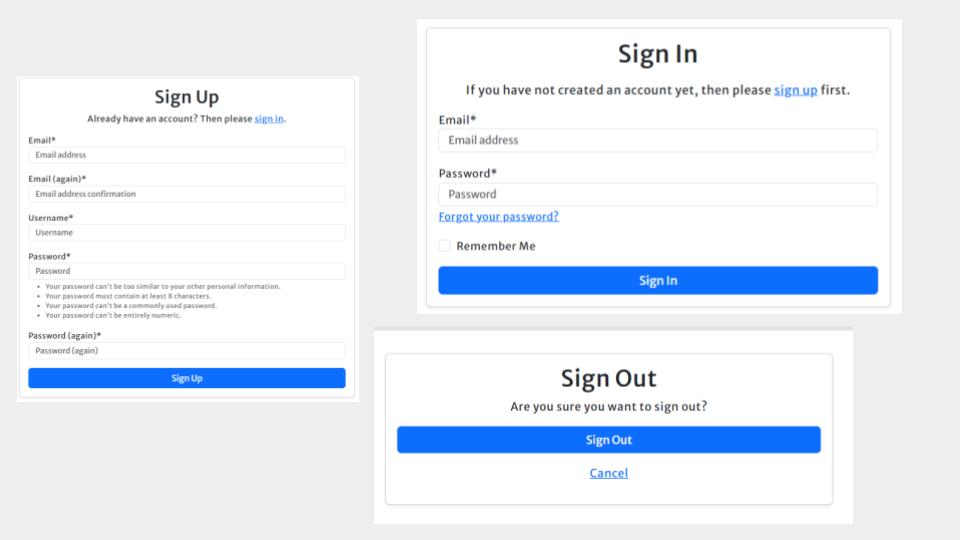 Sign Up
Already have an account? Then please sign in.
Email*
Email address
Email (again)*
Email address confirmation
Username*
Username
Password*
Password
• Your password can't be too similar to your other personal information.
• Your password must contain at least 8 characters.
• Your password can't be a commonly used password.
• Your password can't be entirely numeric.
Password (again)*
Password (again)
Sign Up
Sign In
If you have not created an account yet, then please sign up first.
Email*
Email address
Password*
Password
Forgot your password?
Remember Me
Sign In
Sign Out
Are you sure you want to sign out?
Sign Out
Cancel